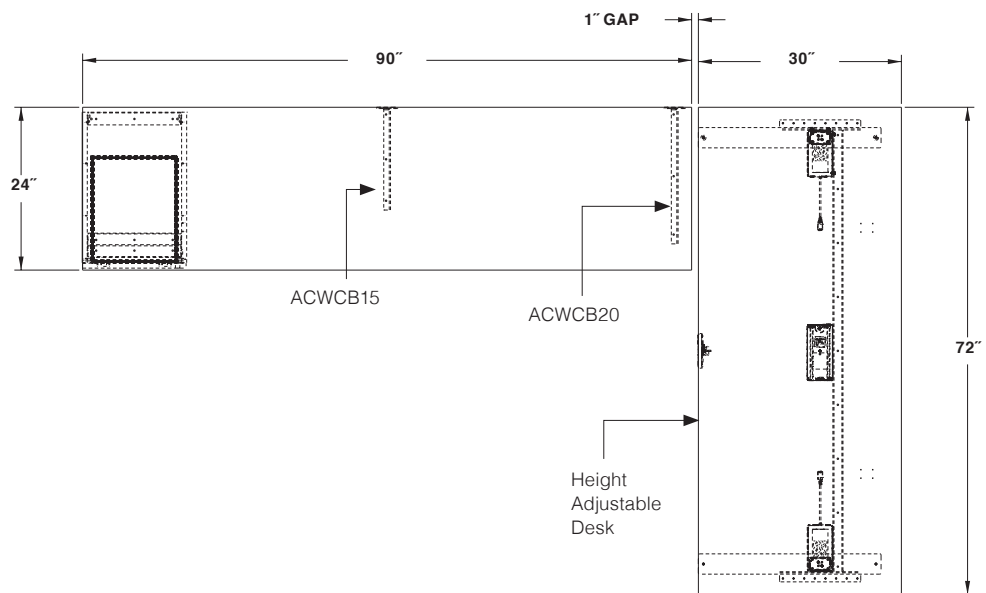 1″ GAP
90″
30″
24″
ACWCB15
ACWCB20
72″
Height
Adjustable
Desk